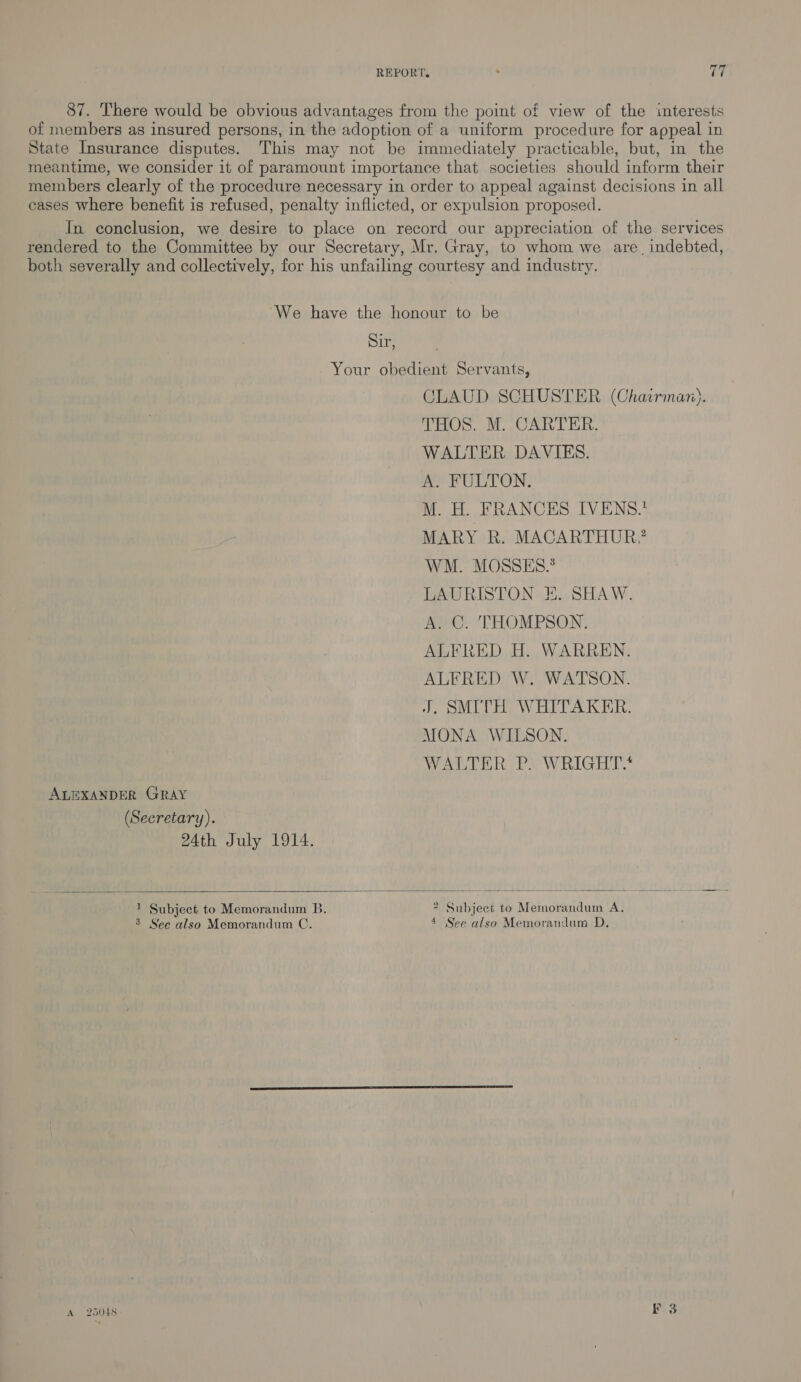 REPORT. 77
87. There would be obvious advantages from the point of view of the interests
of members as insured persons, in the adoption of a uniform procedure for appeal in
State Insurance disputes. This may not be immediately practicable, but, in the
meantime, we consider it of paramount importance that societies should inform their
members clearly of the procedure necessary in order to appeal against decisions in all
cases where benefit is refused, penalty inflicted, or expulsion proposed.
In conclusion, we desire to place on record our appreciation of the services
rendered to the Committee by our Secretary, Mr. Gray, to whom we are indebted,
both severally and collectively, for his unfailing courtesy and industry.
We have the honour to be
Sir,
Your obedient Servants,
CLAUD SCHUSTER (Chairman).
THOS. M. CARTER.
WALTER DAVIES.
A. FULTON.
M. H. FRANCES IVENS.¹
MARY R. MACARTHUR.²
WM. MOSSES.³
LAURISTON E. SHAW.
A. C. THOMPSON.
ALFRED H. WARREN.
ALFRED W. WATSON.
J. SMITH WHITAKER.
MONA WILSON.
WALTER P. WRIGHT.⁴
ALEXANDER GRAY
(Secretary).
24th July 1914.
¹ Subject to Memorandum B. ² Subject to Memorandum A.
³ See also Memorandum C. ⁴ See also Memorandum D.
A 25048 F 3